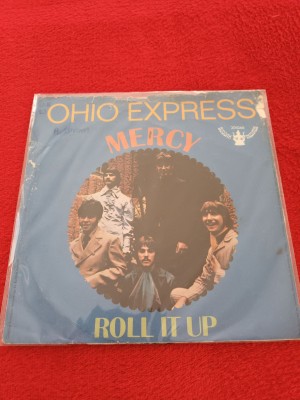 OHIO EXPRESS
MERCY
ROLL IT UP